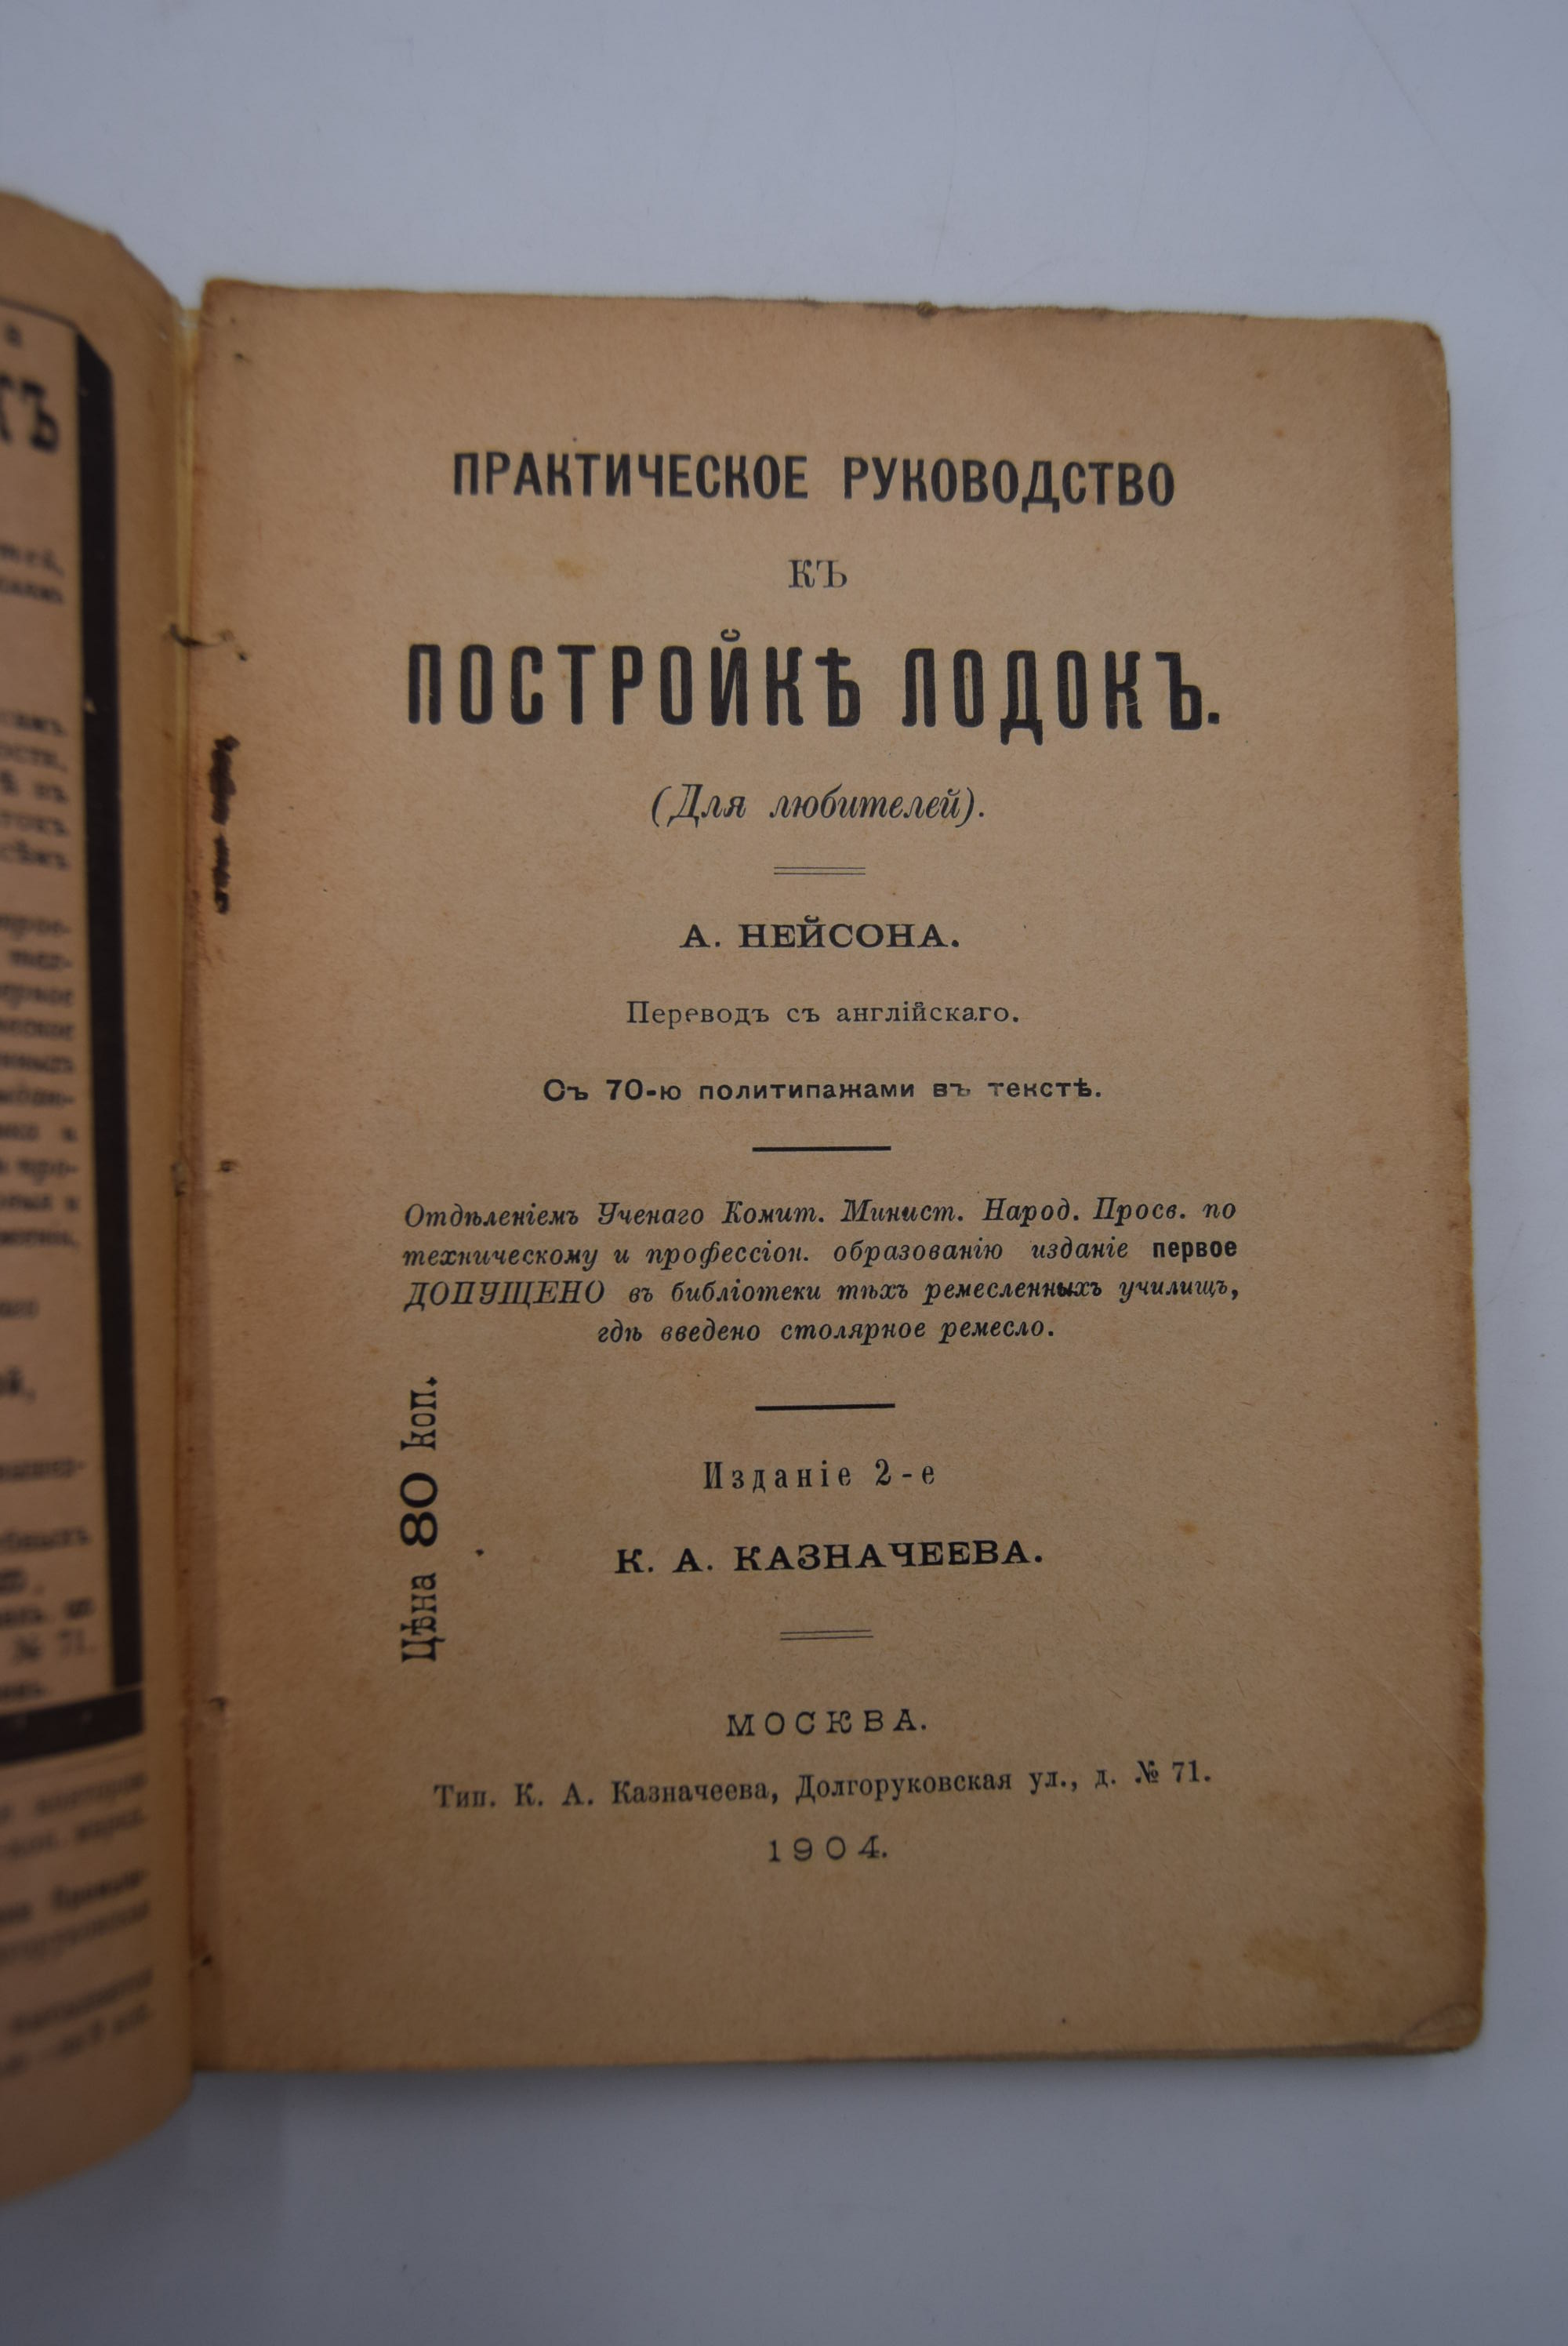 ПРАКТИЧЕСКОЕ РУКОВОДСТВО
КЪ
ПОСТРОЙКѢ ЛОДОКЪ.
(Для любителей).
А. НЕЙСОНА.
Переводъ съ англійскаго.
Съ 70-ю политипажами въ текстѣ.
Отдѣленіемъ Ученаго Комит. Минист. Народ. Просв. по
техническому и профессіон. образованію изданіе первое
ДОПУЩЕНО въ библіотеки тѣхъ ремесленныхъ училищъ,
гдѣ введено столярное ремесло.
Цѣна 80 коп.
Изданіе 2-е
К. А. КАЗНАЧЕЕВА.
МОСКВА.
Тип. К. А. Казначеева, Долгоруковская ул., д. № 71.
1904.
№ 71.